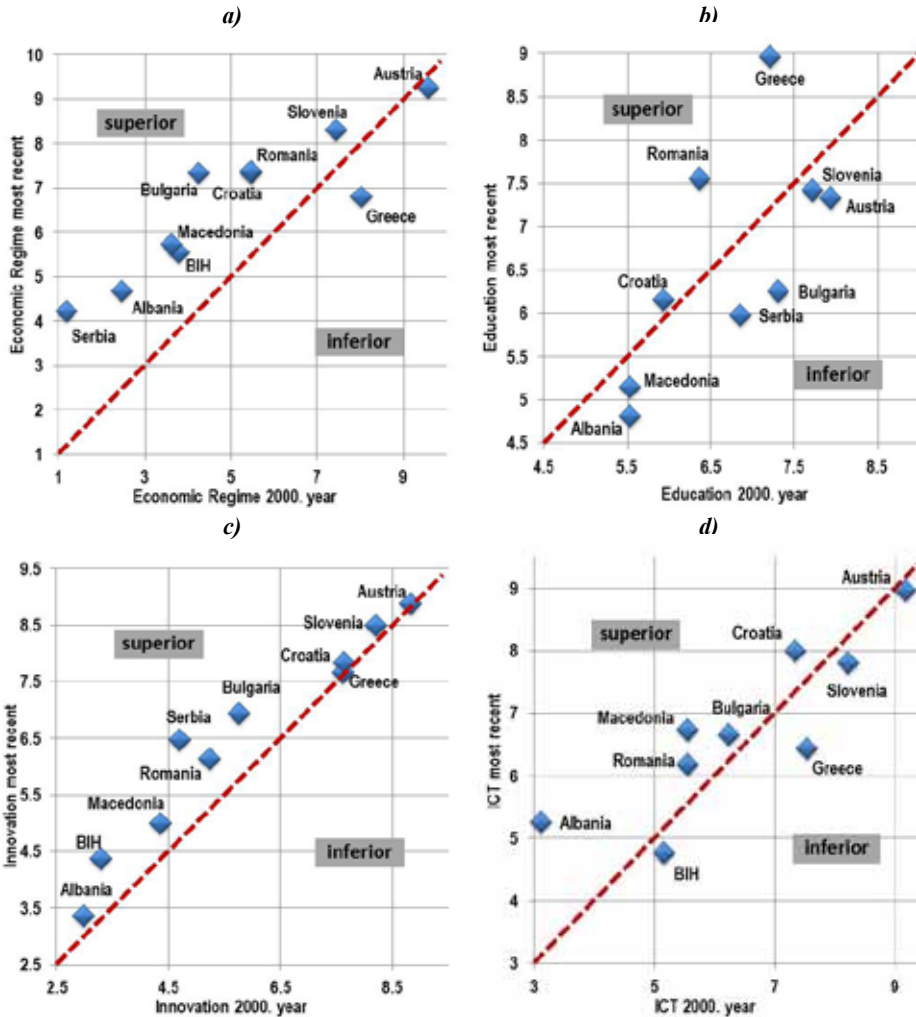 a)
10
9
8
7
6
5
4
3
2
1
Economic Regime most recent
superior
inferior
Austria
Slovenia
Romania
Bulgaria
Croatia
Greece
Macedonia
BIH
Albania
Serbia
1 3 5 7 9
Economic Regime 2000. year
b)
9
8.5
8
7.5
7
6.5
6
5.5
5
4.5
Education most recent
Greece
superior
Romania
Slovenia
Austria
Croatia
Bulgaria
Serbia
Macedonia
inferior
Albania
4.5 5.5 6.5 7.5 8.5
Education 2000. year
c)
9.5
8.5
7.5
6.5
5.5
4.5
3.5
2.5
Innovation most recent
Austria
Slovenia
superior
Croatia
Greece
Bulgaria
Serbia
Romania
Macedonia
BIH
inferior
Albania
2.5 4.5 6.5 8.5
Innovation 2000. year
d)
9
8
7
6
5
4
3
ICT most recent
Austria
Croatia
superior
Slovenia
Bulgaria
Macedonia
Romania
Greece
Albania
inferior
BIH
3 5 7 9
ICT 2000. year